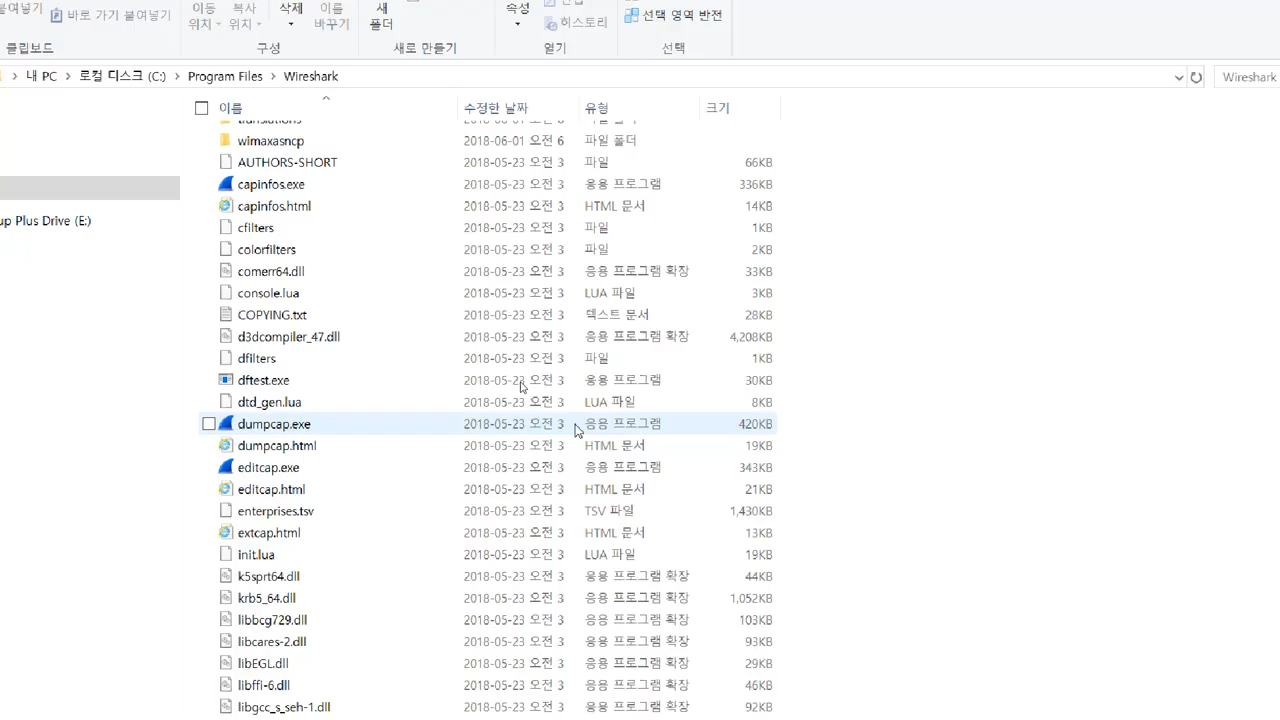 붙여넣기 바로 가기 붙여넣기 이동 위치 복사 위치 삭제 이름 바꾸기 새 폴더 속성 히스토리 선택 영역 반전
클립보드 구성 새로 만들기 열기 선택
내 PC 로컬 디스크 (C:) Program Files Wireshark Wireshark
이름 수정한 날짜 유형 크기
translations
wimaxasncp 2018-06-01 오전 6 파일 폴더
AUTHORS-SHORT 2018-05-23 오전 3 파일 66KB
capinfos.exe 2018-05-23 오전 3 응용 프로그램 336KB
capinfos.html 2018-05-23 오전 3 HTML 문서 14KB
cfilters 2018-05-23 오전 3 파일 1KB
colorfilters 2018-05-23 오전 3 파일 2KB
comerr64.dll 2018-05-23 오전 3 응용 프로그램 확장 33KB
console.lua 2018-05-23 오전 3 LUA 파일 3KB
COPYING.txt 2018-05-23 오전 3 텍스트 문서 28KB
d3dcompiler_47.dll 2018-05-23 오전 3 응용 프로그램 확장 4,208KB
dfilters 2018-05-23 오전 3 파일 1KB
dftest.exe 2018-05-23 오전 3 응용 프로그램 30KB
dtd_gen.lua 2018-05-23 오전 3 LUA 파일 8KB
up Plus Drive (E:)
dumpcap.exe 2018-05-23 오전 3 응용 프로그램 420KB
dumpcap.html 2018-05-23 오전 3 HTML 문서 19KB
editcap.exe 2018-05-23 오전 3 응용 프로그램 343KB
editcap.html 2018-05-23 오전 3 HTML 문서 21KB
enterprises.tsv 2018-05-23 오전 3 TSV 파일 1,430KB
extcap.html 2018-05-23 오전 3 HTML 문서 13KB
init.lua 2018-05-23 오전 3 LUA 파일 19KB
k5sprt64.dll 2018-05-23 오전 3 응용 프로그램 확장 44KB
krb5_64.dll 2018-05-23 오전 3 응용 프로그램 확장 1,052KB
libbcg729.dll 2018-05-23 오전 3 응용 프로그램 확장 103KB
libcares-2.dll 2018-05-23 오전 3 응용 프로그램 확장 93KB
libEGL.dll 2018-05-23 오전 3 응용 프로그램 확장 29KB
libffi-6.dll 2018-05-23 오전 3 응용 프로그램 확장 46KB
libgcc_s_seh-1.dll 2018-05-23 오전 3 응용 프로그램 확장 92KB